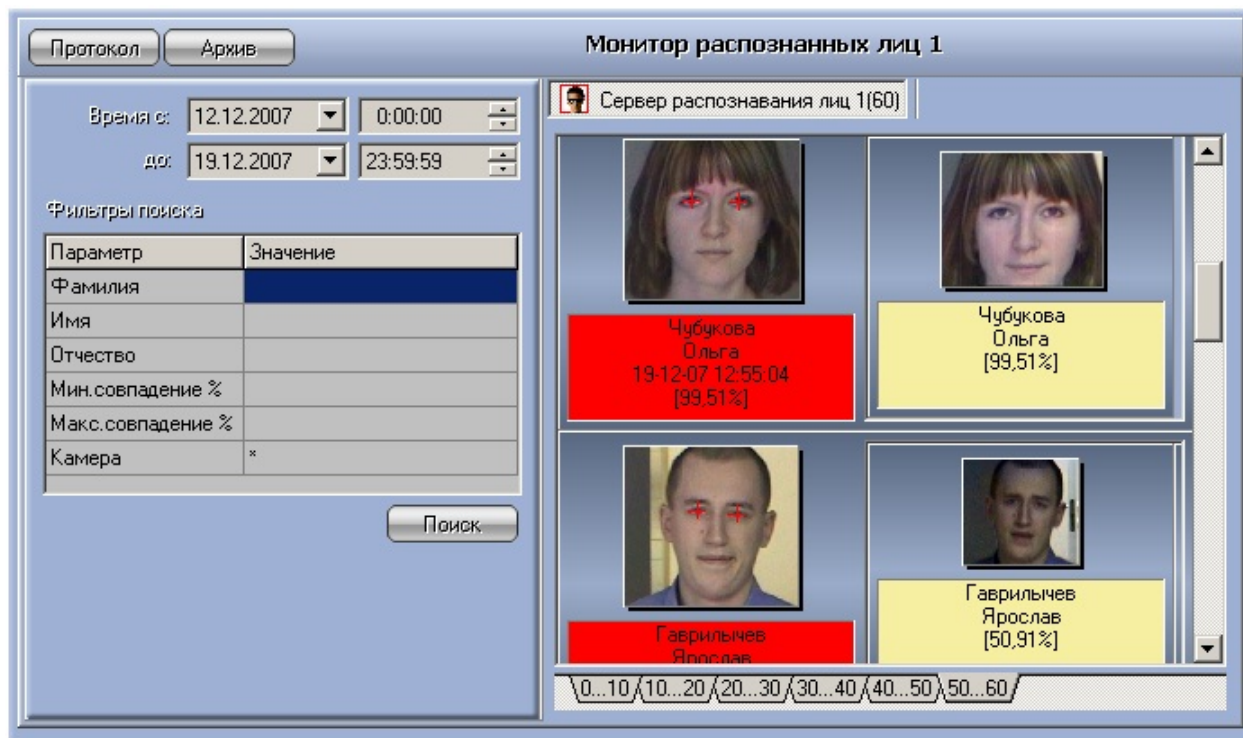 Протокол
Архив
Монитор распознанных лиц 1
Время с:
12.12.2007
0:00:00
до:
19.12.2007
23:59:59
Фильтры поиска
Параметр
Значение
Фамилия
Имя
Отчество
Мин.совпадение %
Макс.совпадение %
Камера
*
Поиск
Сервер распознавания лиц 1(60)
Чубукова
Ольга
19-12-07 12:55:04
[99,51%]
Чубукова
Ольга
[99,51%]
Гаврилычев
Ярослав
Гаврилычев
Ярослав
[50,91%]
0...10
10...20
20...30
30...40
40...50
50...60